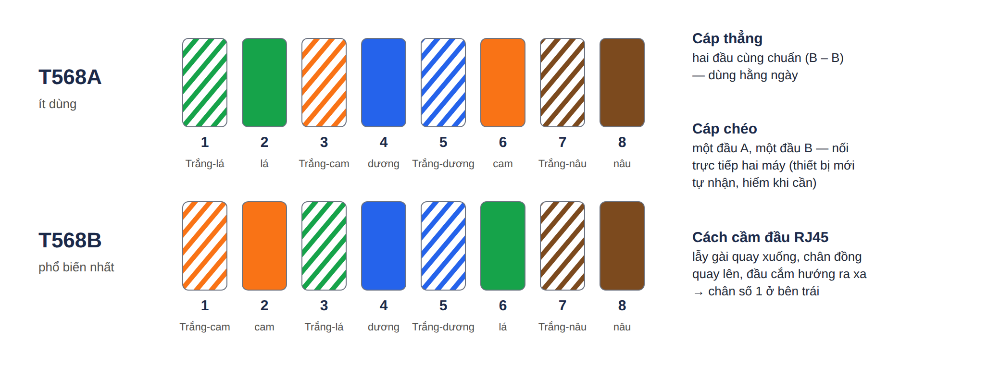 T568A
ít dùng
1 2 3 4 5 6 7 8
Trắng-lá lá Trắng-cam dương Trắng-dương cam Trắng-nâu nâu
T568B
phổ biến nhất
1 2 3 4 5 6 7 8
Trắng-cam cam Trắng-lá dương Trắng-dương lá Trắng-nâu nâu
Cáp thẳng
hai đầu cùng chuẩn (B – B)
— dùng hằng ngày
Cáp chéo
một đầu A, một đầu B — nối
trực tiếp hai máy (thiết bị mới
tự nhận, hiếm khi cần)
Cách cầm đầu RJ45
lẫy gài quay xuống, chân đồng
quay lên, đầu cắm hướng ra xa
→ chân số 1 ở bên trái